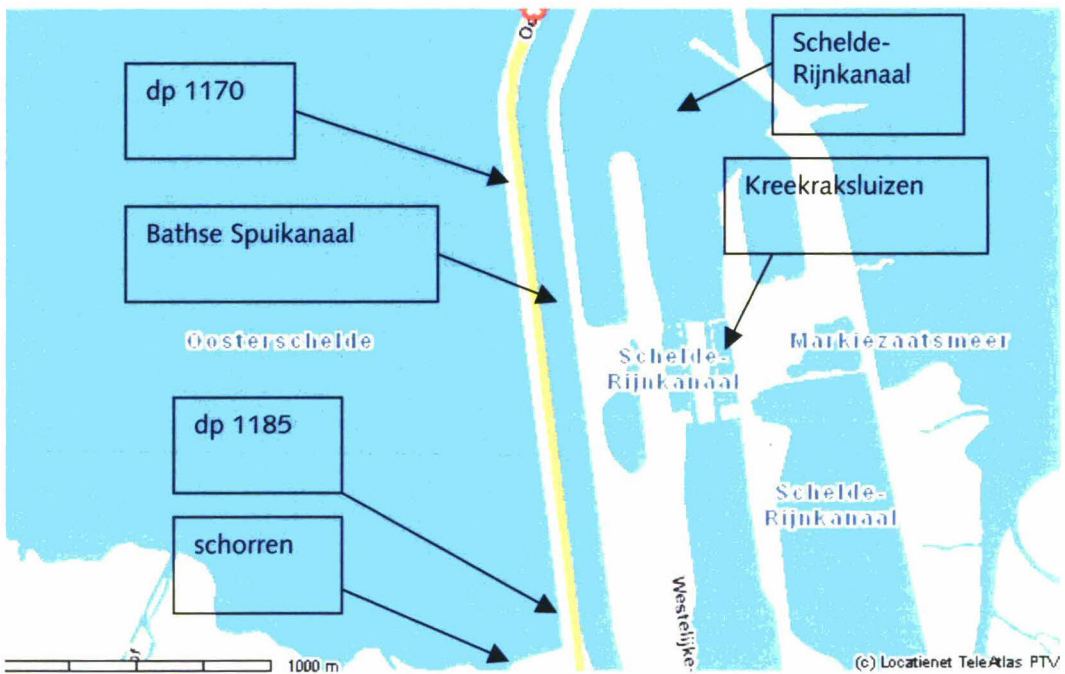 Oe
Schelde-
Rijnkanaal
dp 1170
Kreekraksluizen
Bathse Spuikanaal
Oosterschelde
Schelde-
Rijnkanaal
Markiezaatsmeer
dp 1185
Schelde-
Rijnkanaal
schorren
Westelijke-
1000 m
(c) Locatienet TeleAtlas PTV